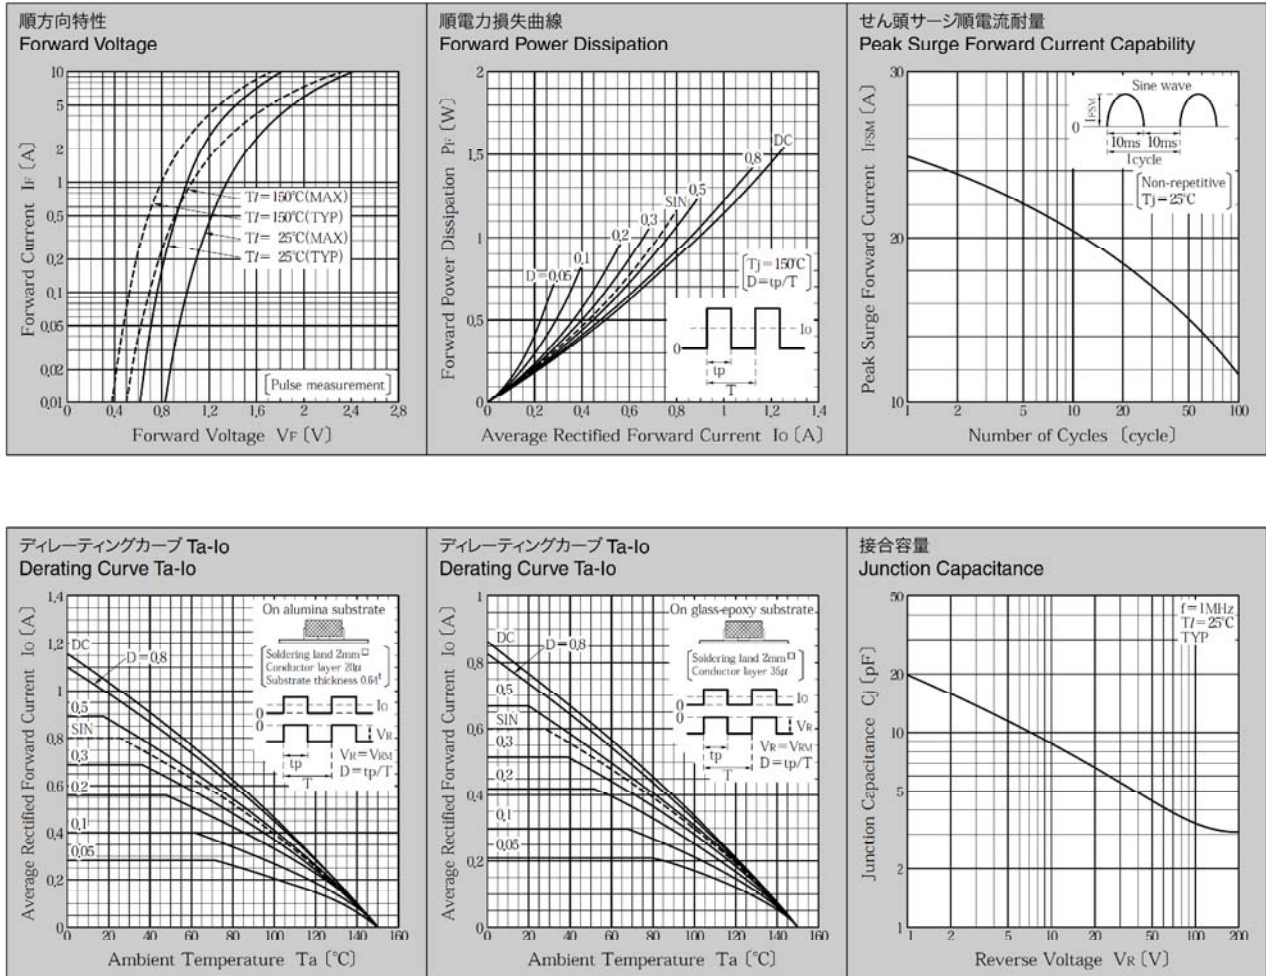 順方向特性
Forward Voltage
10
5
2
1
0,5
0,2
0,1
0,05
0,02
0,01
Forward Current IF〔A〕
Tl=150℃(MAX)
Tl=150℃(TYP)
Tl= 25℃(MAX)
Tl= 25℃(TYP)
[Pulse measurement]
0 0,4 0,8 1,2 1,6 2,0 2,4 2,8
Forward Voltage VF〔V〕
順電力損失曲線
Forward Power Dissipation
2
1,5
1
0,5
0
Forward Power Dissipation PF〔W〕
DC
0,8
0,5
SIN
0,3
0,2
0,1
D=0,05
Tj=150℃
D=tp/T
IO
0
tp
T
0 0,2 0,4 0,6 0,8 1 1,2 1,4
Average Rectified Forward Current IO〔A〕
せん頭サージ順電流耐量
Peak Surge Forward Current Capability
30
20
10
Peak Surge Forward Current IFSM〔A〕
Sine wave
IFSM
0
10ms 10ms
1cycle
Non-repetitive
Tj=25℃
1 2 5 10 20 50 100
Number of Cycles〔cycle〕
ディレーティングカーブ Ta-Io
Derating Curve Ta-Io
1,4
1,2
1
0,8
0,6
0,4
0,2
0
Average Rectified Forward Current IO〔A〕
DC
D=0,8
0,5
SIN
0,3
0,2
0,1
0,05
On alumina substrate
Soldering land 2mm□
Conductor layer 20μ
Substrate thickness 0.64t
0 IO
0 VR
tp
T
VR=VRM
D=tp/T
0 20 40 60 80 100 120 140 160
Ambient Temperature Ta〔℃〕
ディレーティングカーブ Ta-Io
Derating Curve Ta-Io
1
0,8
0,6
0,4
0,2
0
Average Rectified Forward Current IO〔A〕
DC
D=0,8
0,5
SIN
0,3
0,2
0,1
0,05
On glass-epoxy substrate
Soldering land 2mm□
Conductor layer 35μ
0 IO
0 VR
tp
T
VR=VRM
D=tp/T
0 20 40 60 80 100 120 140 160
Ambient Temperature Ta〔℃〕
接合容量
Junction Capacitance
50
20
10
5
2
1
Junction Capacitance Cj〔pF〕
f=1MHz
Tl=25℃
TYP
1 2 5 10 20 50 100 200
Reverse Voltage VR〔V〕